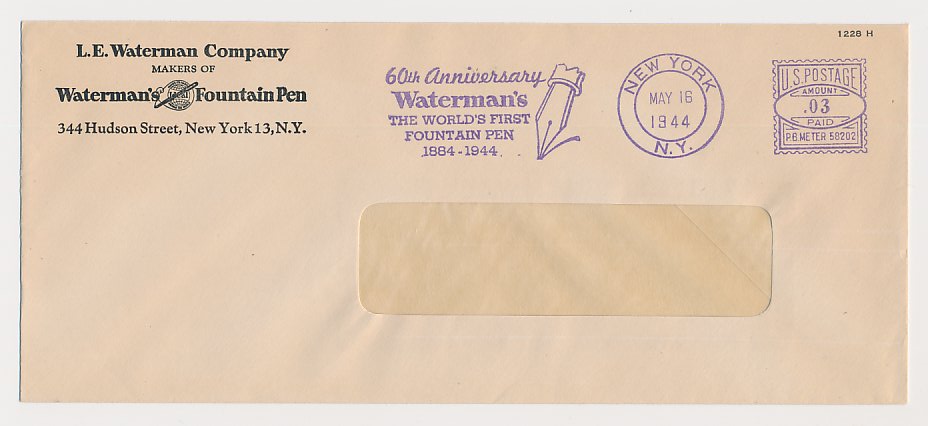 L.E. Waterman Company
MAKERS OF
Waterman's Ideal Fountain Pen
344 Hudson Street, New York 13, N.Y.
60th Anniversary
Waterman's
THE WORLD'S FIRST
FOUNTAIN PEN
1884-1944
NEW YORK
MAY 16
1944
N.Y.
1228 H
U.S. POSTAGE
AMOUNT
.03
PAID
P.B. METER 58202